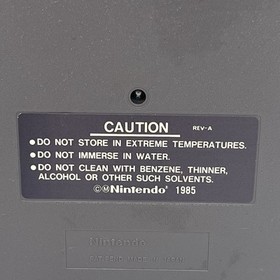 CAUTION REV-A
●DO NOT STORE IN EXTREME TEMPERATURES.
●DO NOT IMMERSE IN WATER.
●DO NOT CLEAN WITH BENZENE, THINNER,
ALCOHOL OR OTHER SUCH SOLVENTS.
©ⓂNintendo® 1985
Nintendo